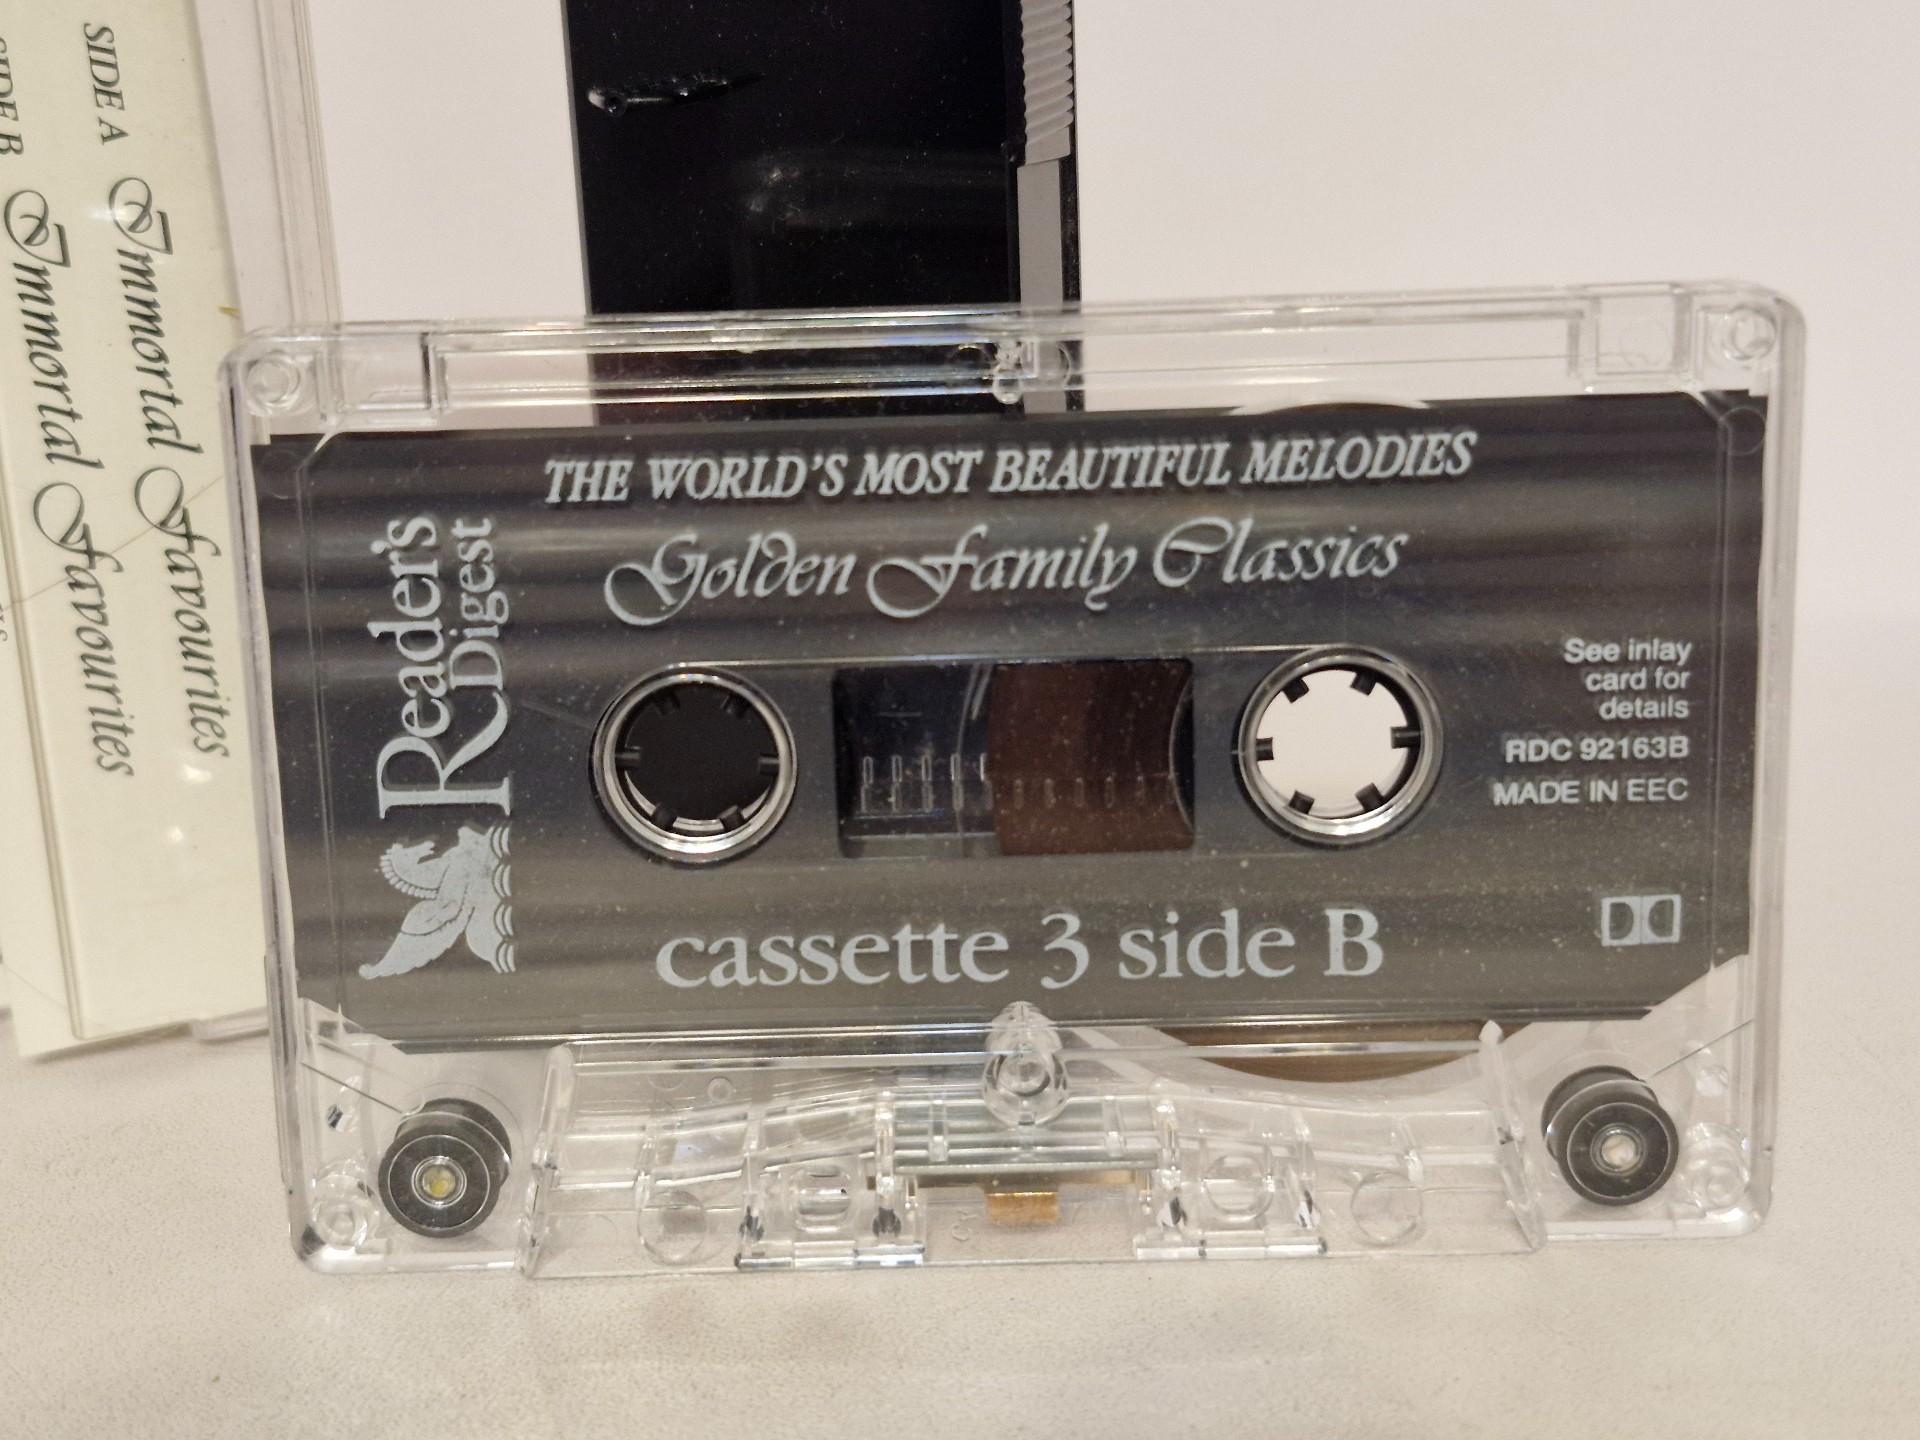 SIDE A Immortal Favourites
SIDE B Immortal Favourites
THE WORLD'S MOST BEAUTIFUL MELODIES
Golden Family Classics
Reader's
Digest
See inlay
card for
details
RDC 92163B
MADE IN EEC
cassette 3 side B